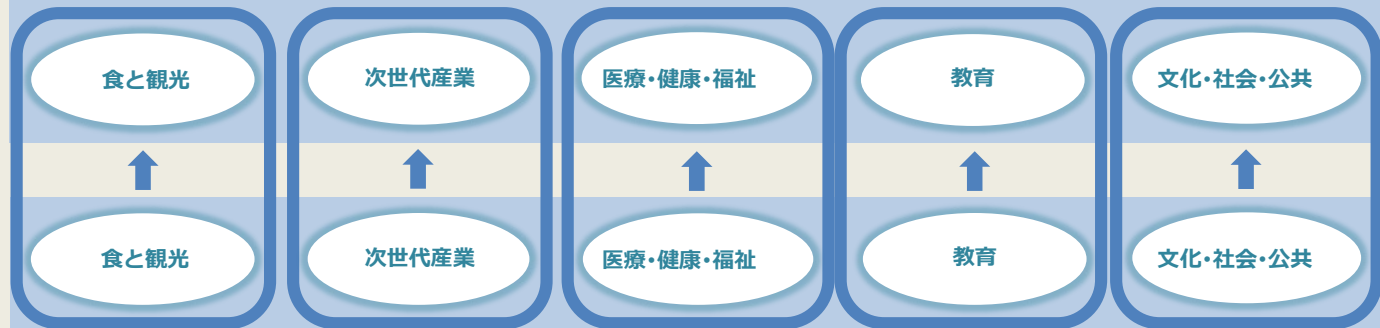 食と観光
次世代産業
医療・健康・福祉
教育
文化・社会・公共
食と観光
次世代産業
医療・健康・福祉
教育
文化・社会・公共